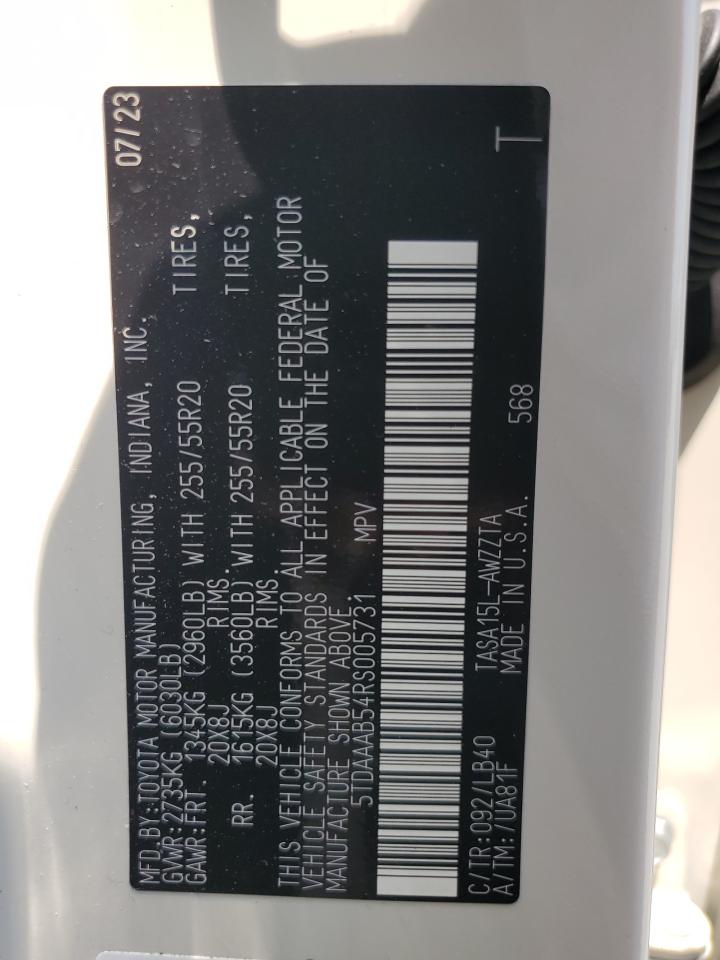 MFD.BY:TOYOTA MOTOR MANUFACTURING, INDIANA, INC. 07/23
GVWR:2735KG (6030LB)
GAWR:FRT. 1345KG (2960LB) WITH 255/55R20 TIRES,
20X8J RIMS.
RR. 1615KG (3560LB) WITH 255/55R20 TIRES,
20X8J RIMS.
THIS VEHICLE CONFORMS TO ALL APPLICABLE FEDERAL MOTOR
VEHICLE SAFETY STANDARDS IN EFFECT ON THE DATE OF
MANUFACTURE SHOWN ABOVE
5TDAAAB54RS005731 MPV
C/TR:092/LB40 TASA15L-AWZZTA T
A/TM:/UA81F MADE IN U.S.A. 568